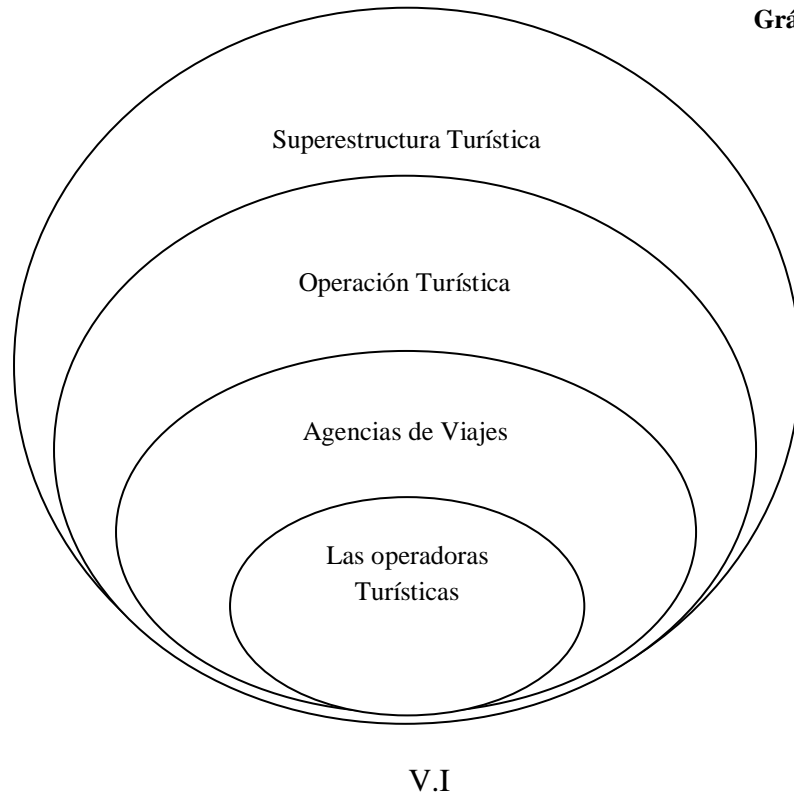 Grá
Superestructura Turística
Operación Turística
Agencias de Viajes
Las operadoras
Turísticas
V.I